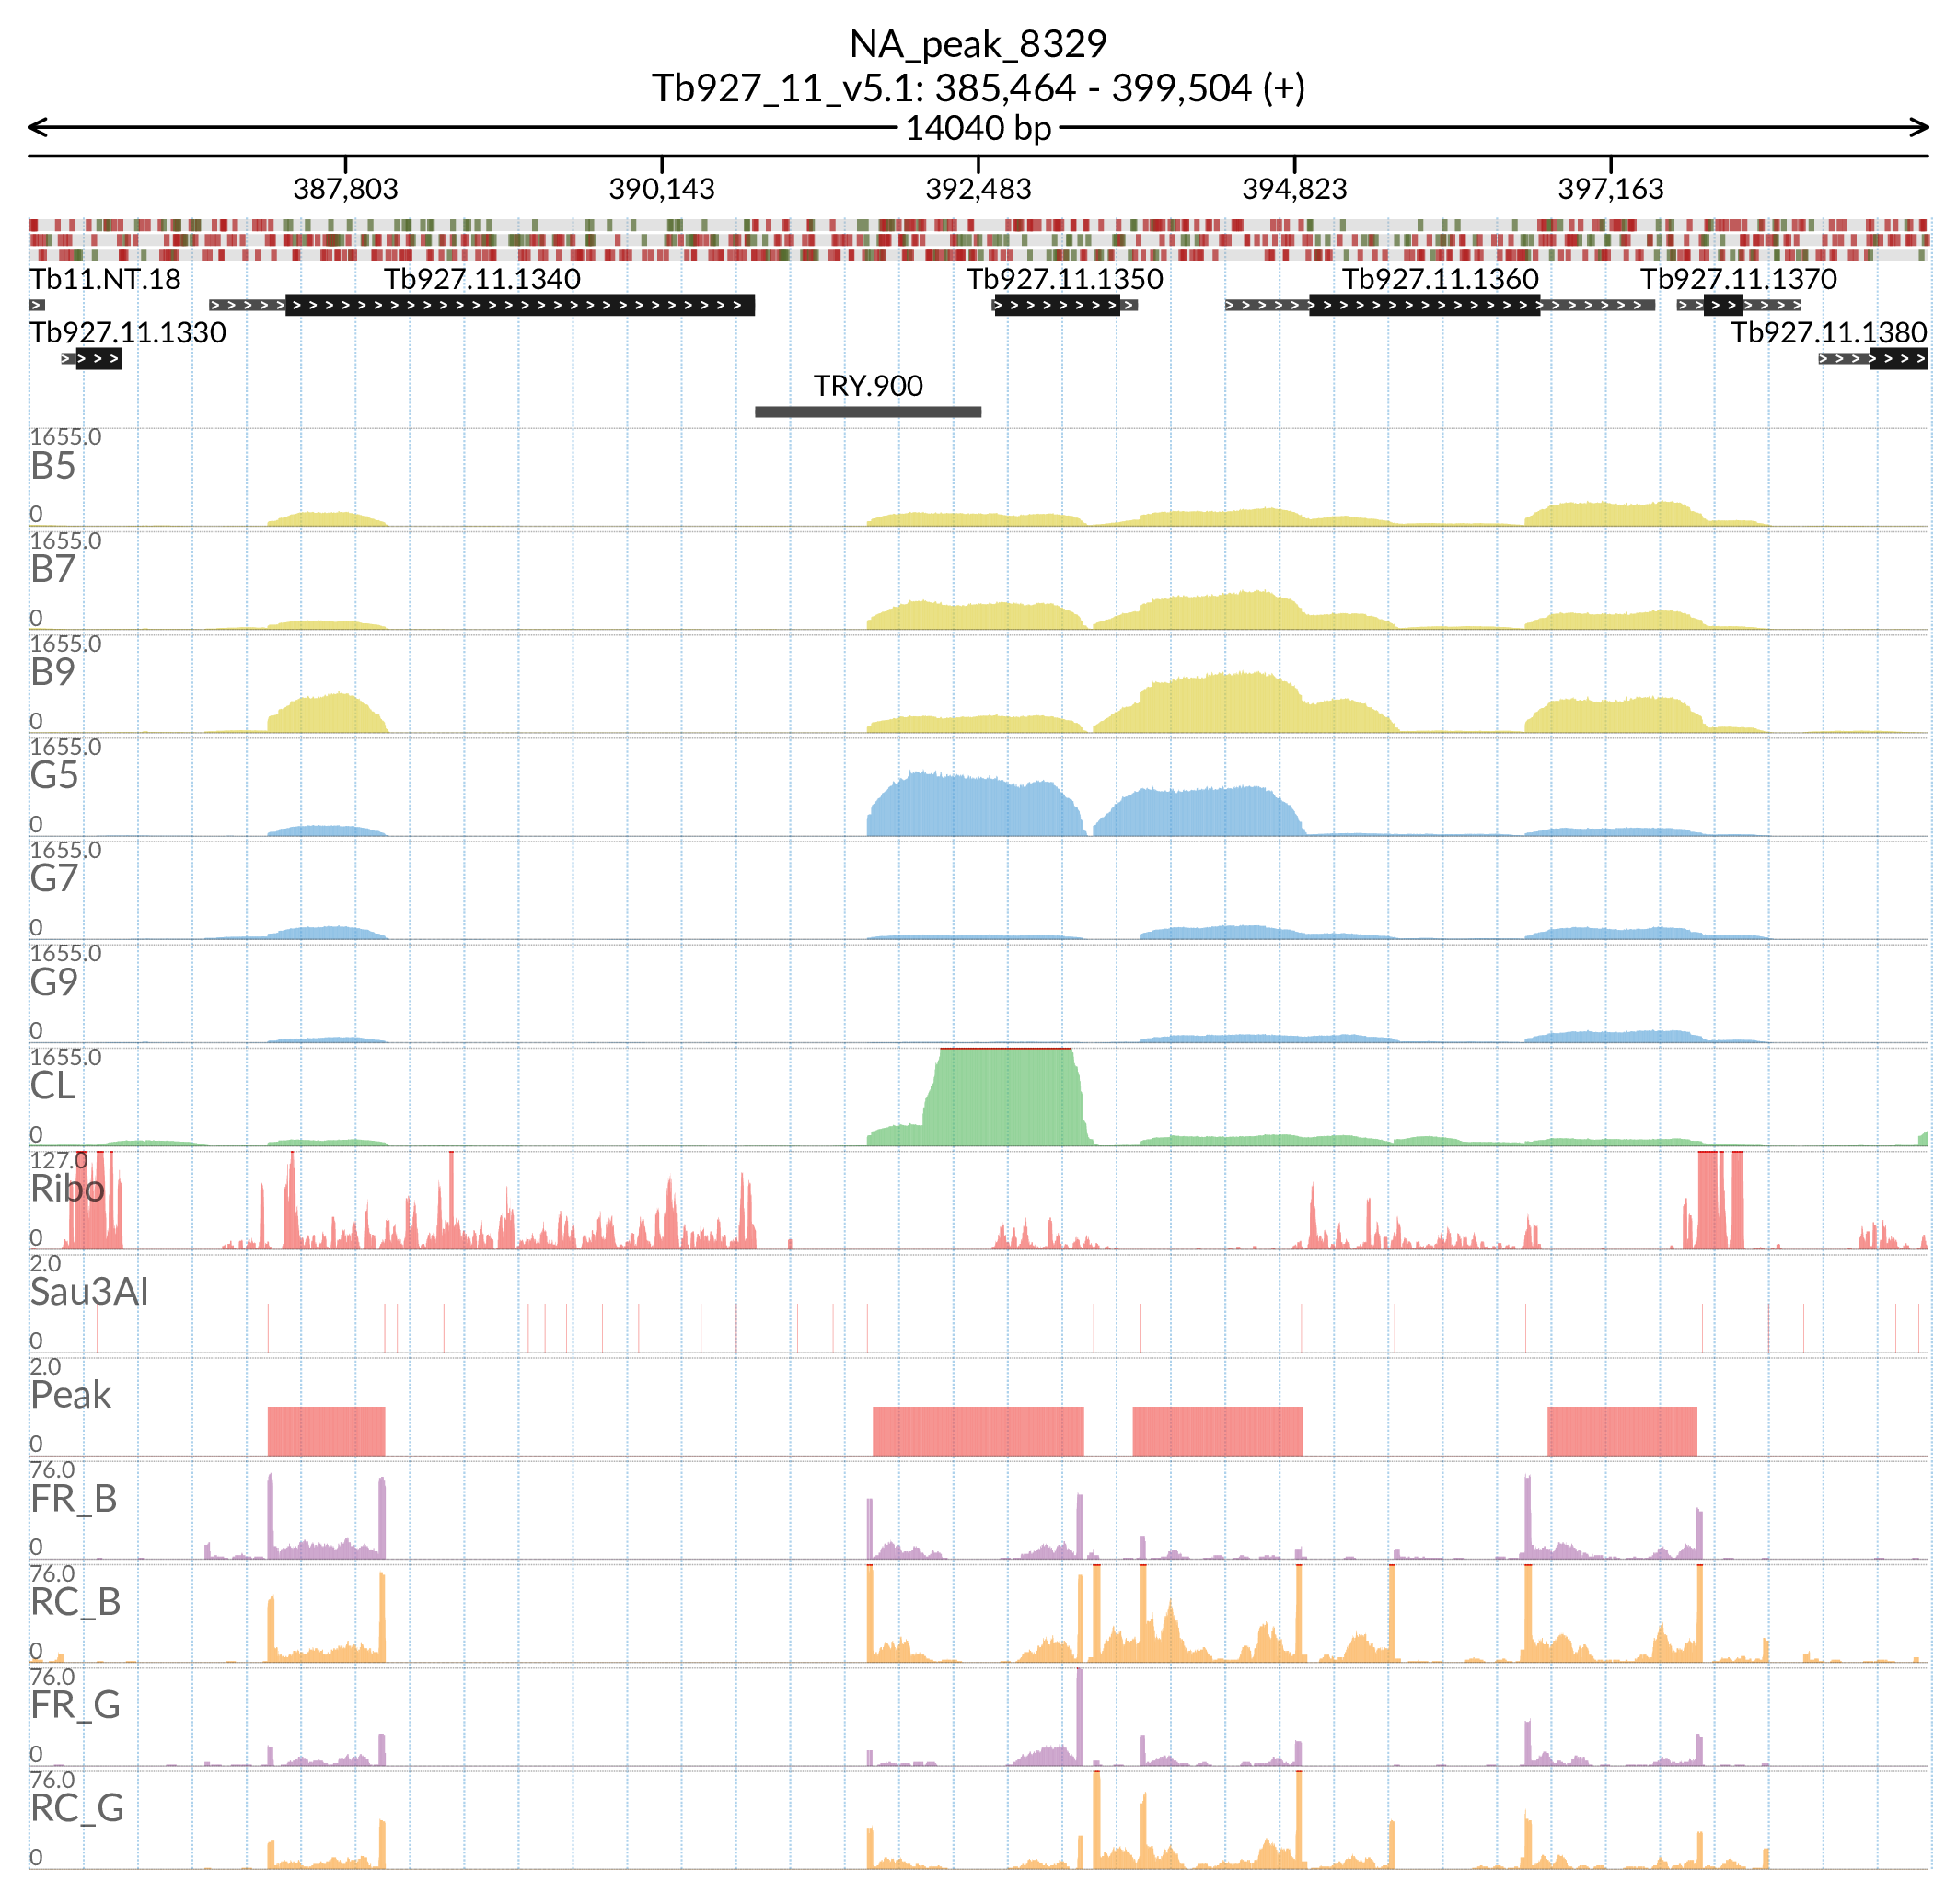 NA_peak_8329
Tb927_11_v5.1: 385,464 - 399,504 (+)
14040 bp
387,803 390,143 392,483 394,823 397,163
Tb11.NT.18 Tb927.11.1340 Tb927.11.1350 Tb927.11.1360 Tb927.11.1370
Tb927.11.1330 Tb927.11.1380
TRY.900
1655.0
B5
0
1655.0
B7
0
1655.0
B9
0
1655.0
G5
0
1655.0
G7
0
1655.0
G9
0
1655.0
CL
0
127.0
Ribo
0
2.0
Sau3AI
0
2.0
Peak
0
76.0
FR_B
0
76.0
RC_B
0
76.0
FR_G
0
76.0
RC_G
0